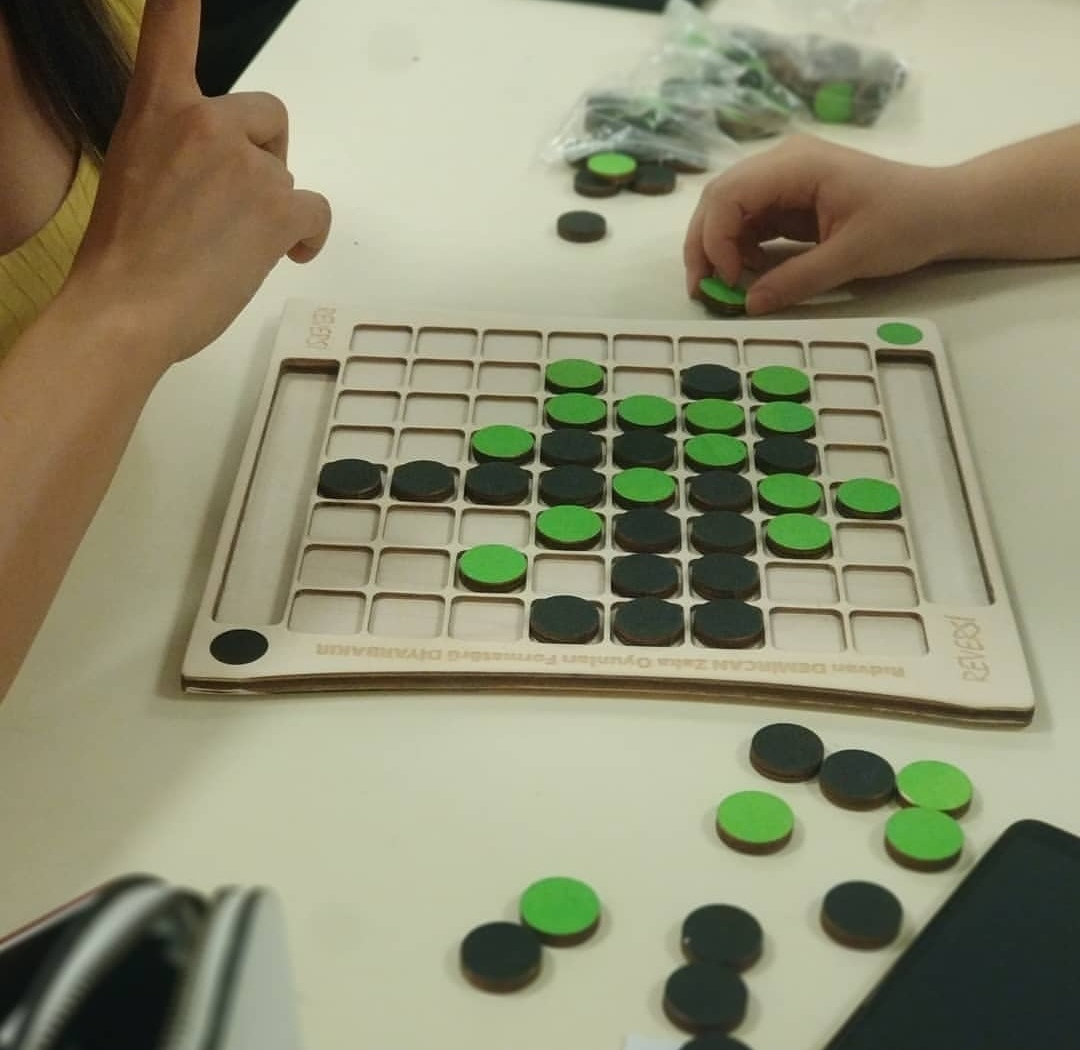 REVERSI
REVERSI
Rıdvan DEMİRCAN Zeka Oyunları Formatörü DİYARBAKIR